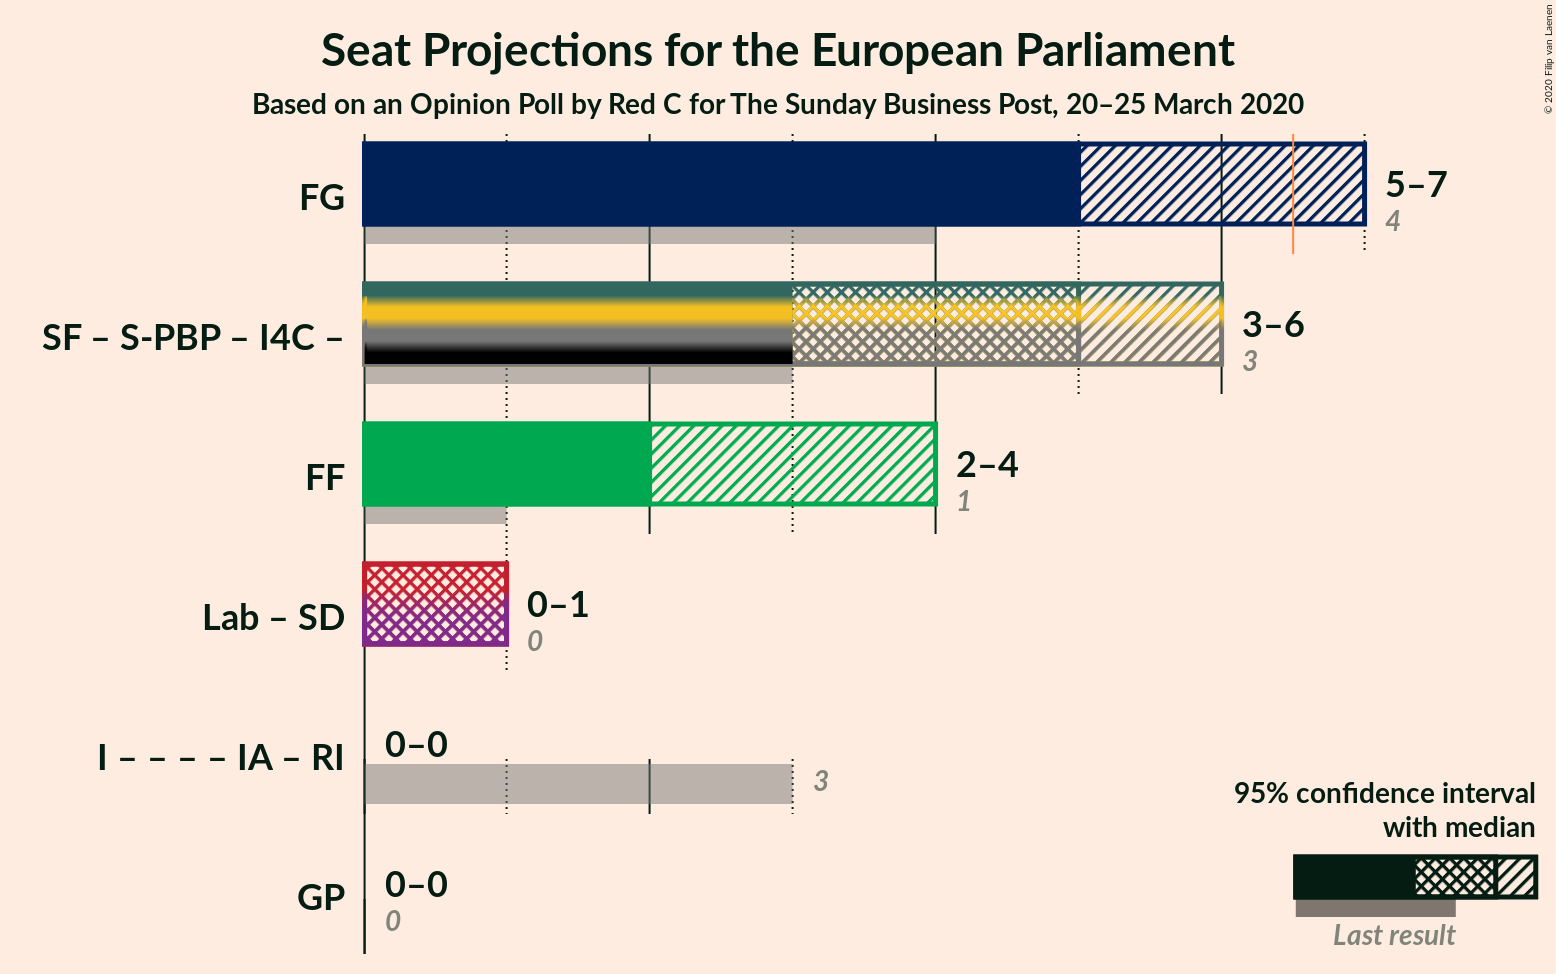 Seat Projections for the European Parliament
Based on an Opinion Poll by Red C for The Sunday Business Post, 20–25 March 2020
© 2020 Filip van Laenen
FG
5–7
4
SF – S-PBP – I4C –
3–6
3
FF
2–4
1
Lab – SD
0–1
0
I – – – – IA – RI
0–0
3
GP
0–0
0
95% confidence interval
with median
Last result